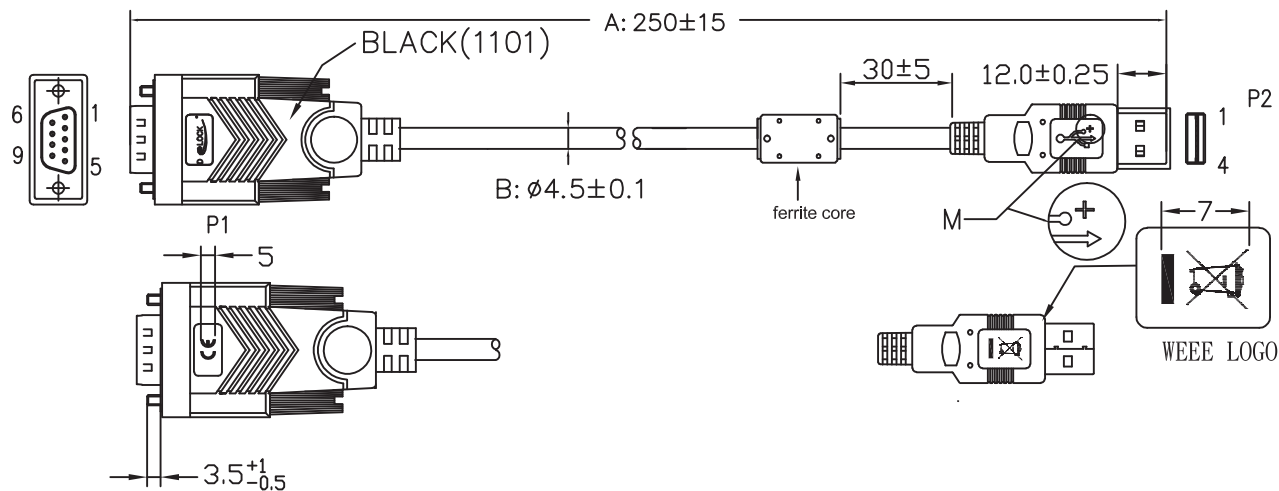 A: 250±15
BLACK(1101)
30±5
12.0±0.25
P2
6
1
9
5
1
4
B: ø4.5±0.1
ferrite core
M
+
7
P1
5
CE
WEEE LOGO
3.5+1-0.5